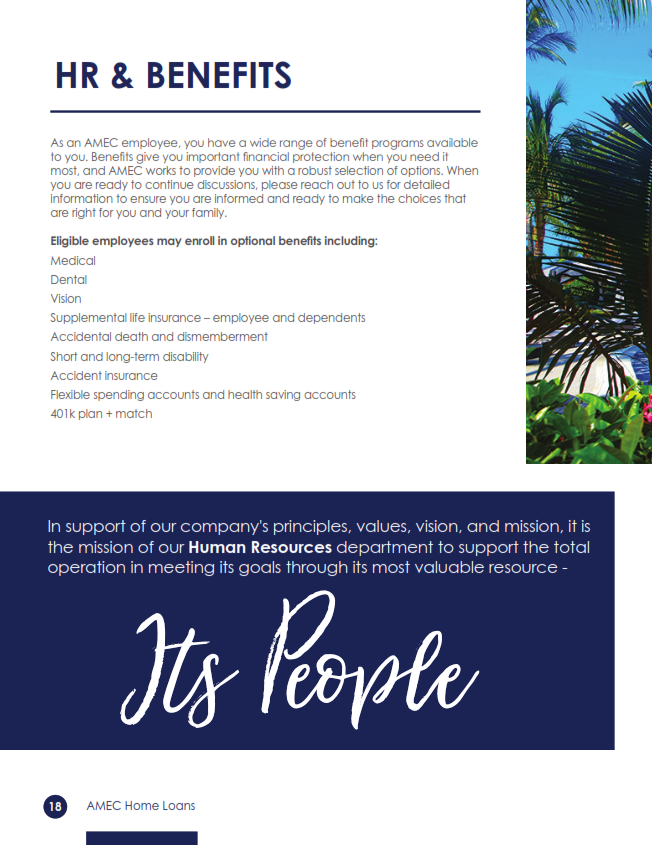 HR & BENEFITS
As an AMEC employee, you have a wide range of benefit programs available
to you. Benefits give you important financial protection when you need it
most, and AMEC works to provide you with a robust selection of options. When
you are ready to continue discussions, please reach out to us for detailed
information to ensure you are informed and ready to make the choices that
are right for you and your family.
Eligible employees may enroll in optional benefits including:
Medical
Dental
Vision
Supplemental life insurance – employee and dependents
Accidental death and dismemberment
Short and long-term disability
Accident insurance
Flexible spending accounts and health saving accounts
401k plan + match
In support of our company's principles, values, vision, and mission, it is
the mission of our Human Resources department to support the total
operation in meeting its goals through its most valuable resource -
Its People
18 AMEC Home Loans